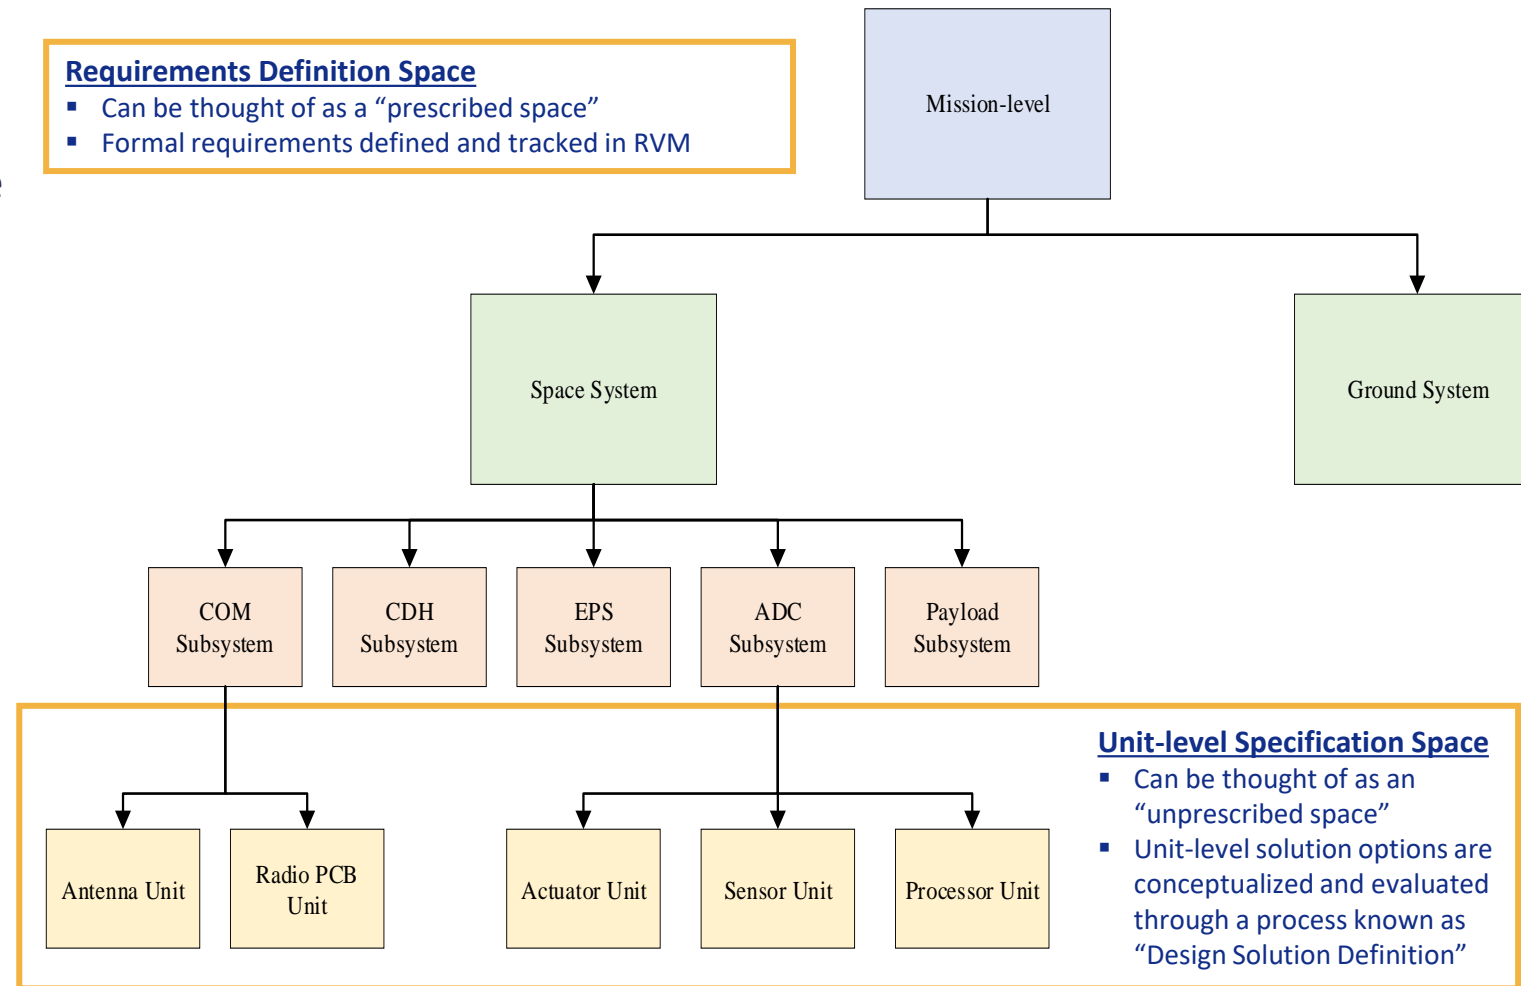 Requirements Definition Space
▪ Can be thought of as a “prescribed space”
▪ Formal requirements defined and tracked in RVM
Mission-level
Space System
Ground System
COM
Subsystem
CDH
Subsystem
EPS
Subsystem
ADC
Subsystem
Payload
Subsystem
Unit-level Specification Space
▪ Can be thought of as an
“unprescribed space”
▪ Unit-level solution options are
conceptualized and evaluated
through a process known as
“Design Solution Definition”
Antenna Unit
Radio PCB
Unit
Actuator Unit
Sensor Unit
Processor Unit